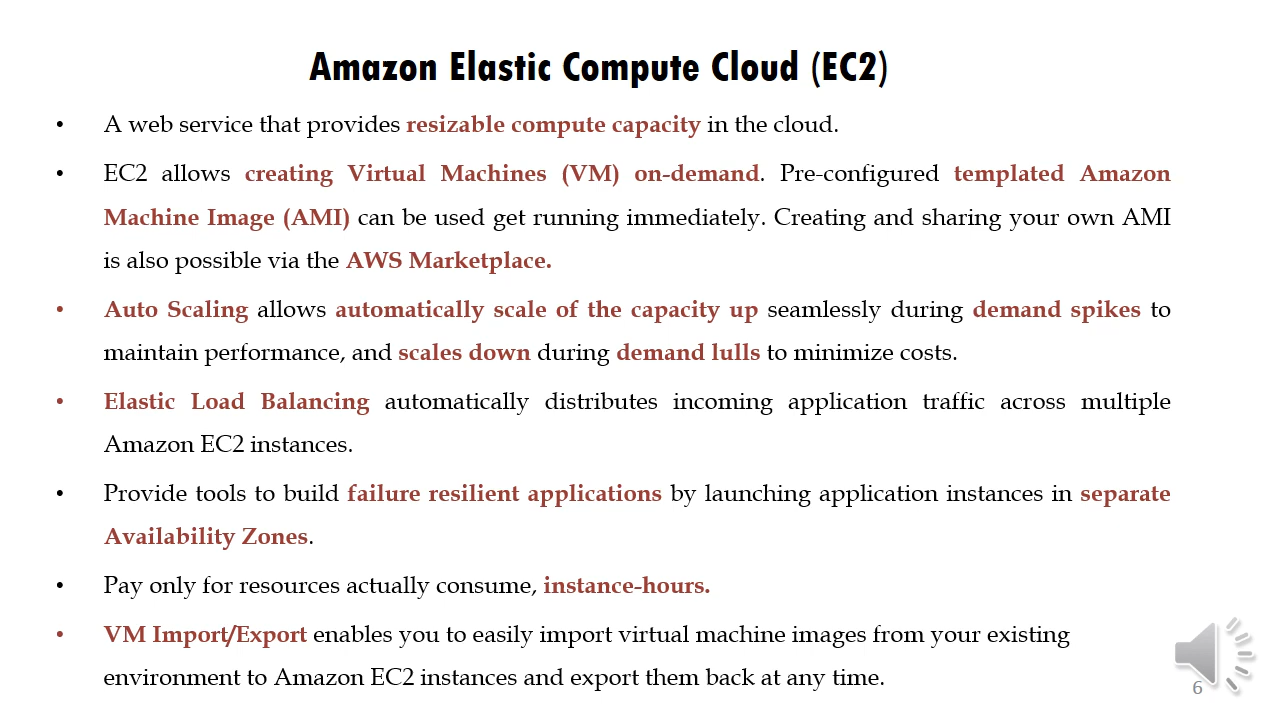 Amazon Elastic Compute Cloud (EC2)
• A web service that provides resizable compute capacity in the cloud.
• EC2 allows creating Virtual Machines (VM) on-demand. Pre-configured templated Amazon
Machine Image (AMI) can be used get running immediately. Creating and sharing your own AMI
is also possible via the AWS Marketplace.
• Auto Scaling allows automatically scale of the capacity up seamlessly during demand spikes to
maintain performance, and scales down during demand lulls to minimize costs.
• Elastic Load Balancing automatically distributes incoming application traffic across multiple
Amazon EC2 instances.
• Provide tools to build failure resilient applications by launching application instances in separate
Availability Zones.
• Pay only for resources actually consume, instance-hours.
• VM Import/Export enables you to easily import virtual machine images from your existing
environment to Amazon EC2 instances and export them back at any time.
6